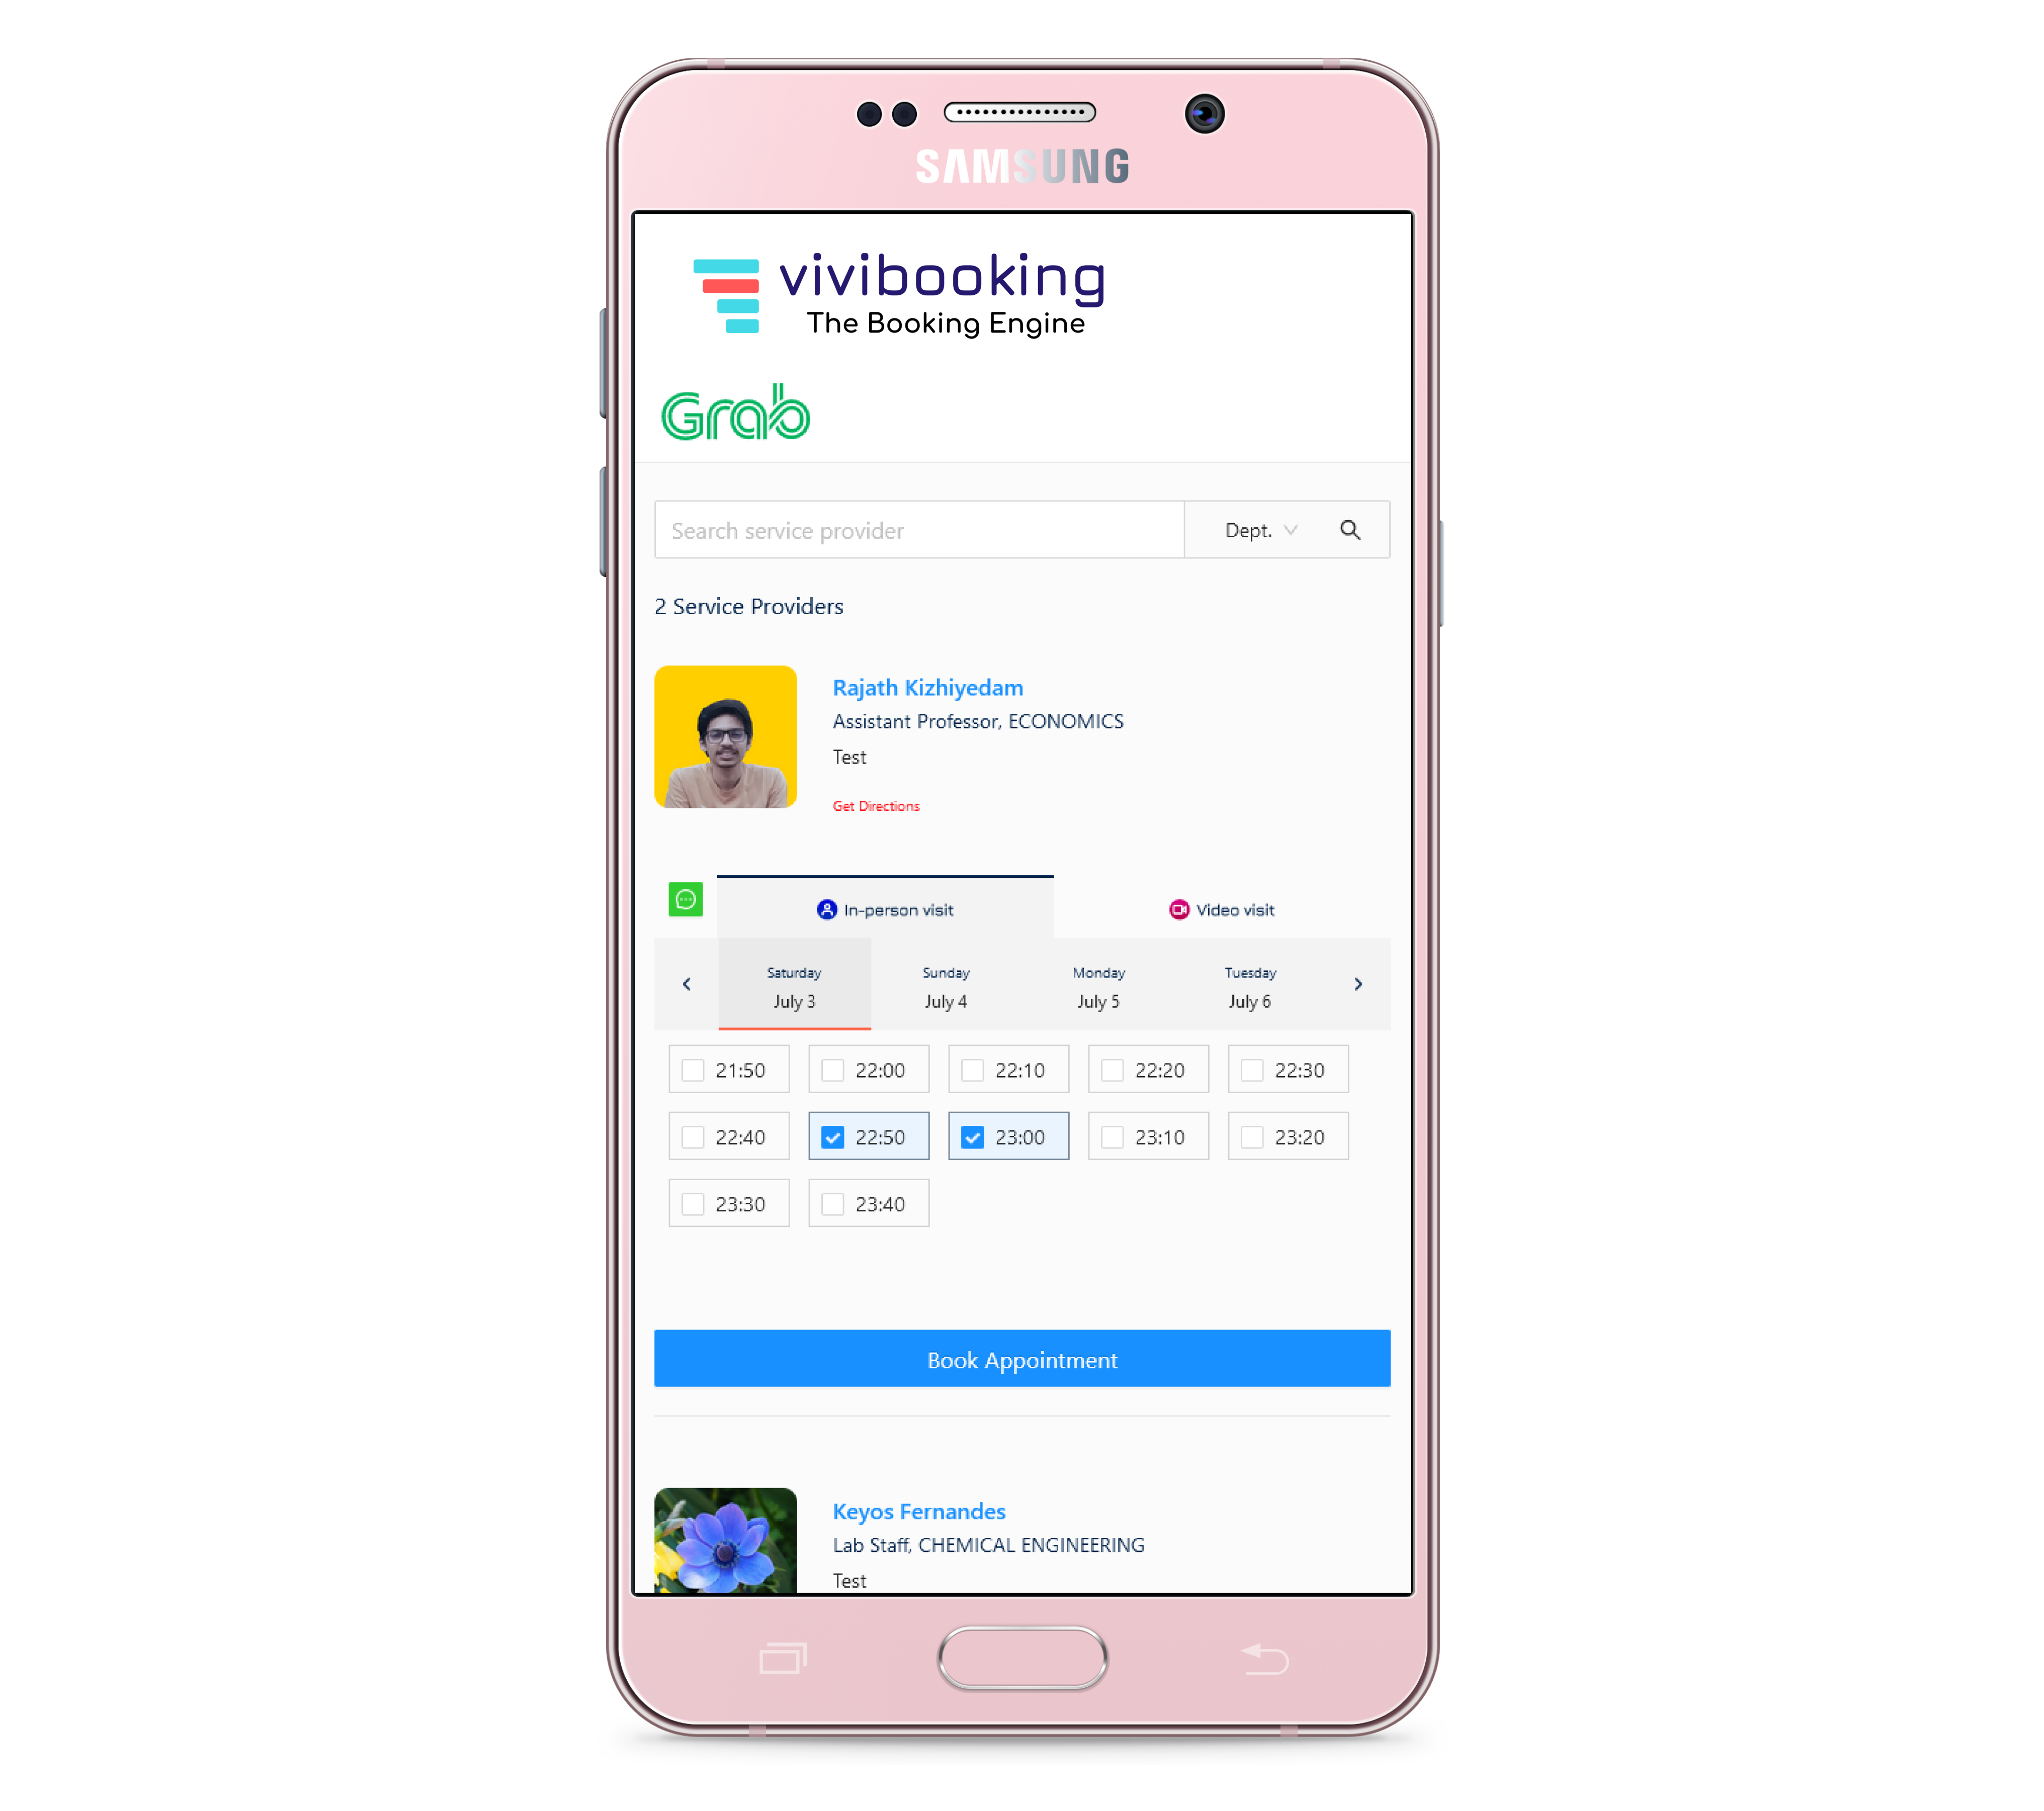 SAMSUNG
vivibooking
The Booking Engine
Grab
Search service provider Dept.
2 Service Providers
Rajath Kizhiyedam
Assistant Professor, ECONOMICS
Test
Get Directions
In-person visit Video visit
Saturday Sunday Monday Tuesday
July 3 July 4 July 5 July 6
21:50 22:00 22:10 22:20 22:30
22:40 22:50 23:00 23:10 23:20
23:30 23:40
Book Appointment
Keyos Fernandes
Lab Staff, CHEMICAL ENGINEERING
Test